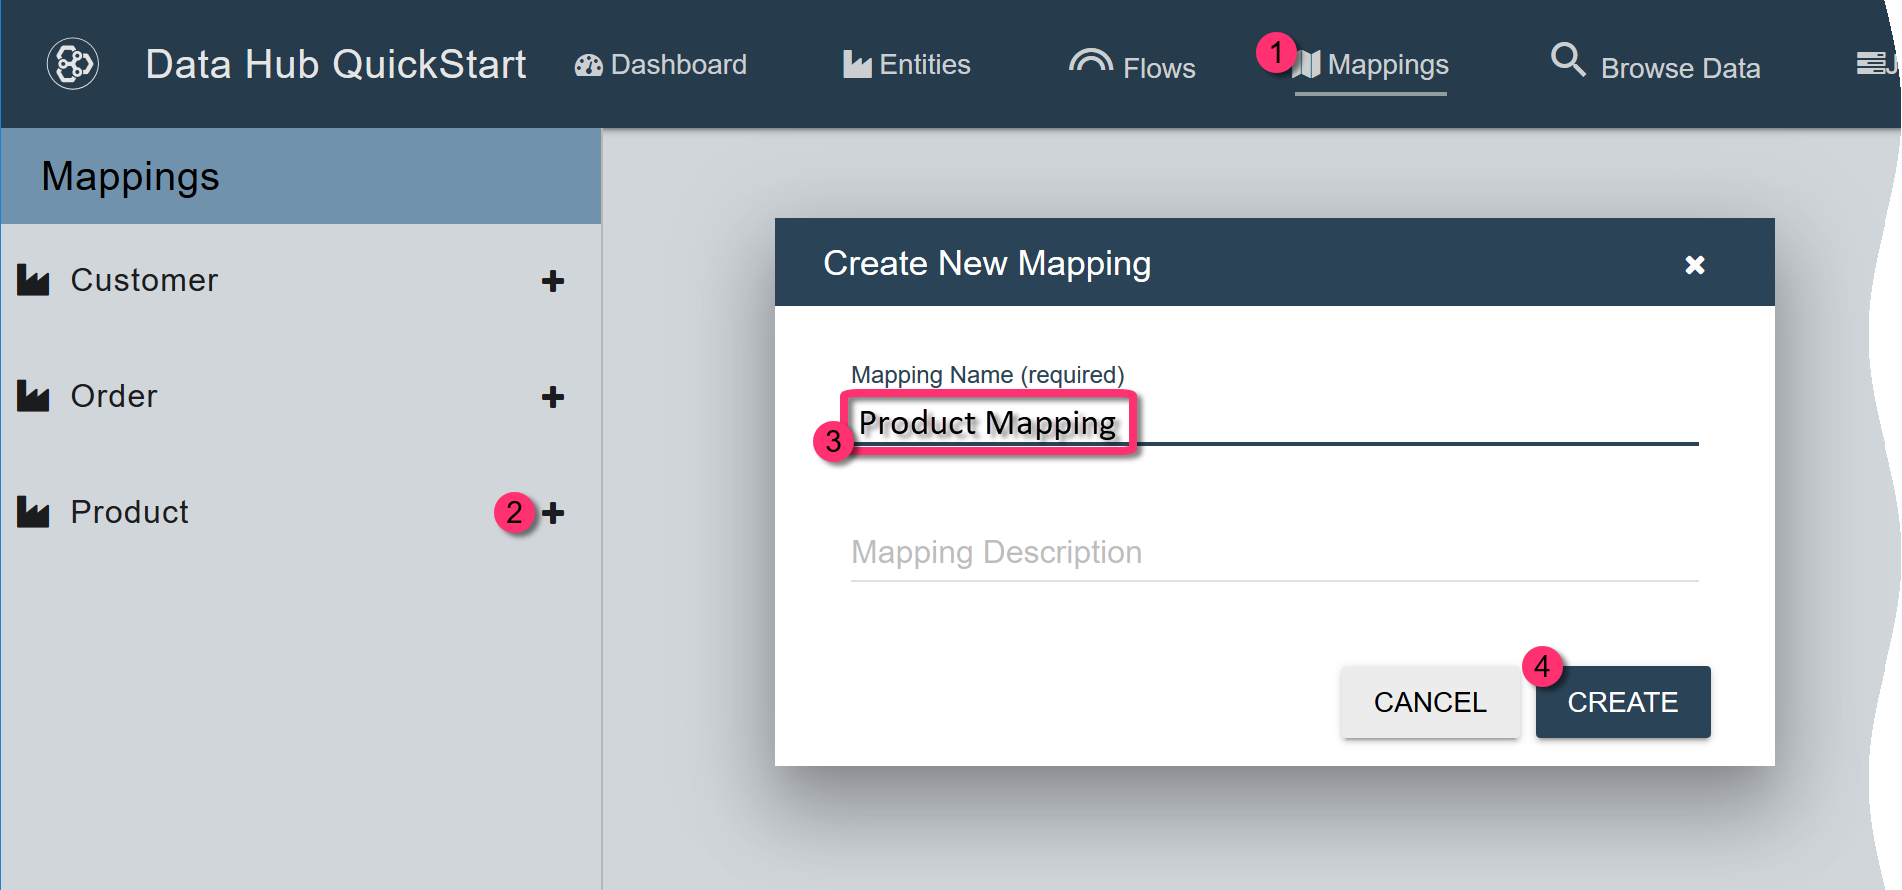 Data Hub QuickStart
Dashboard
Entities
Flows
1
Mappings
Browse Data
J
Mappings
Customer
Order
Product
2
Create New Mapping
Mapping Name (required)
Product Mapping
3
Mapping Description
CANCEL
4
CREATE